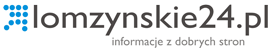 lomzynskie24.pl
informacje z dobrych stron